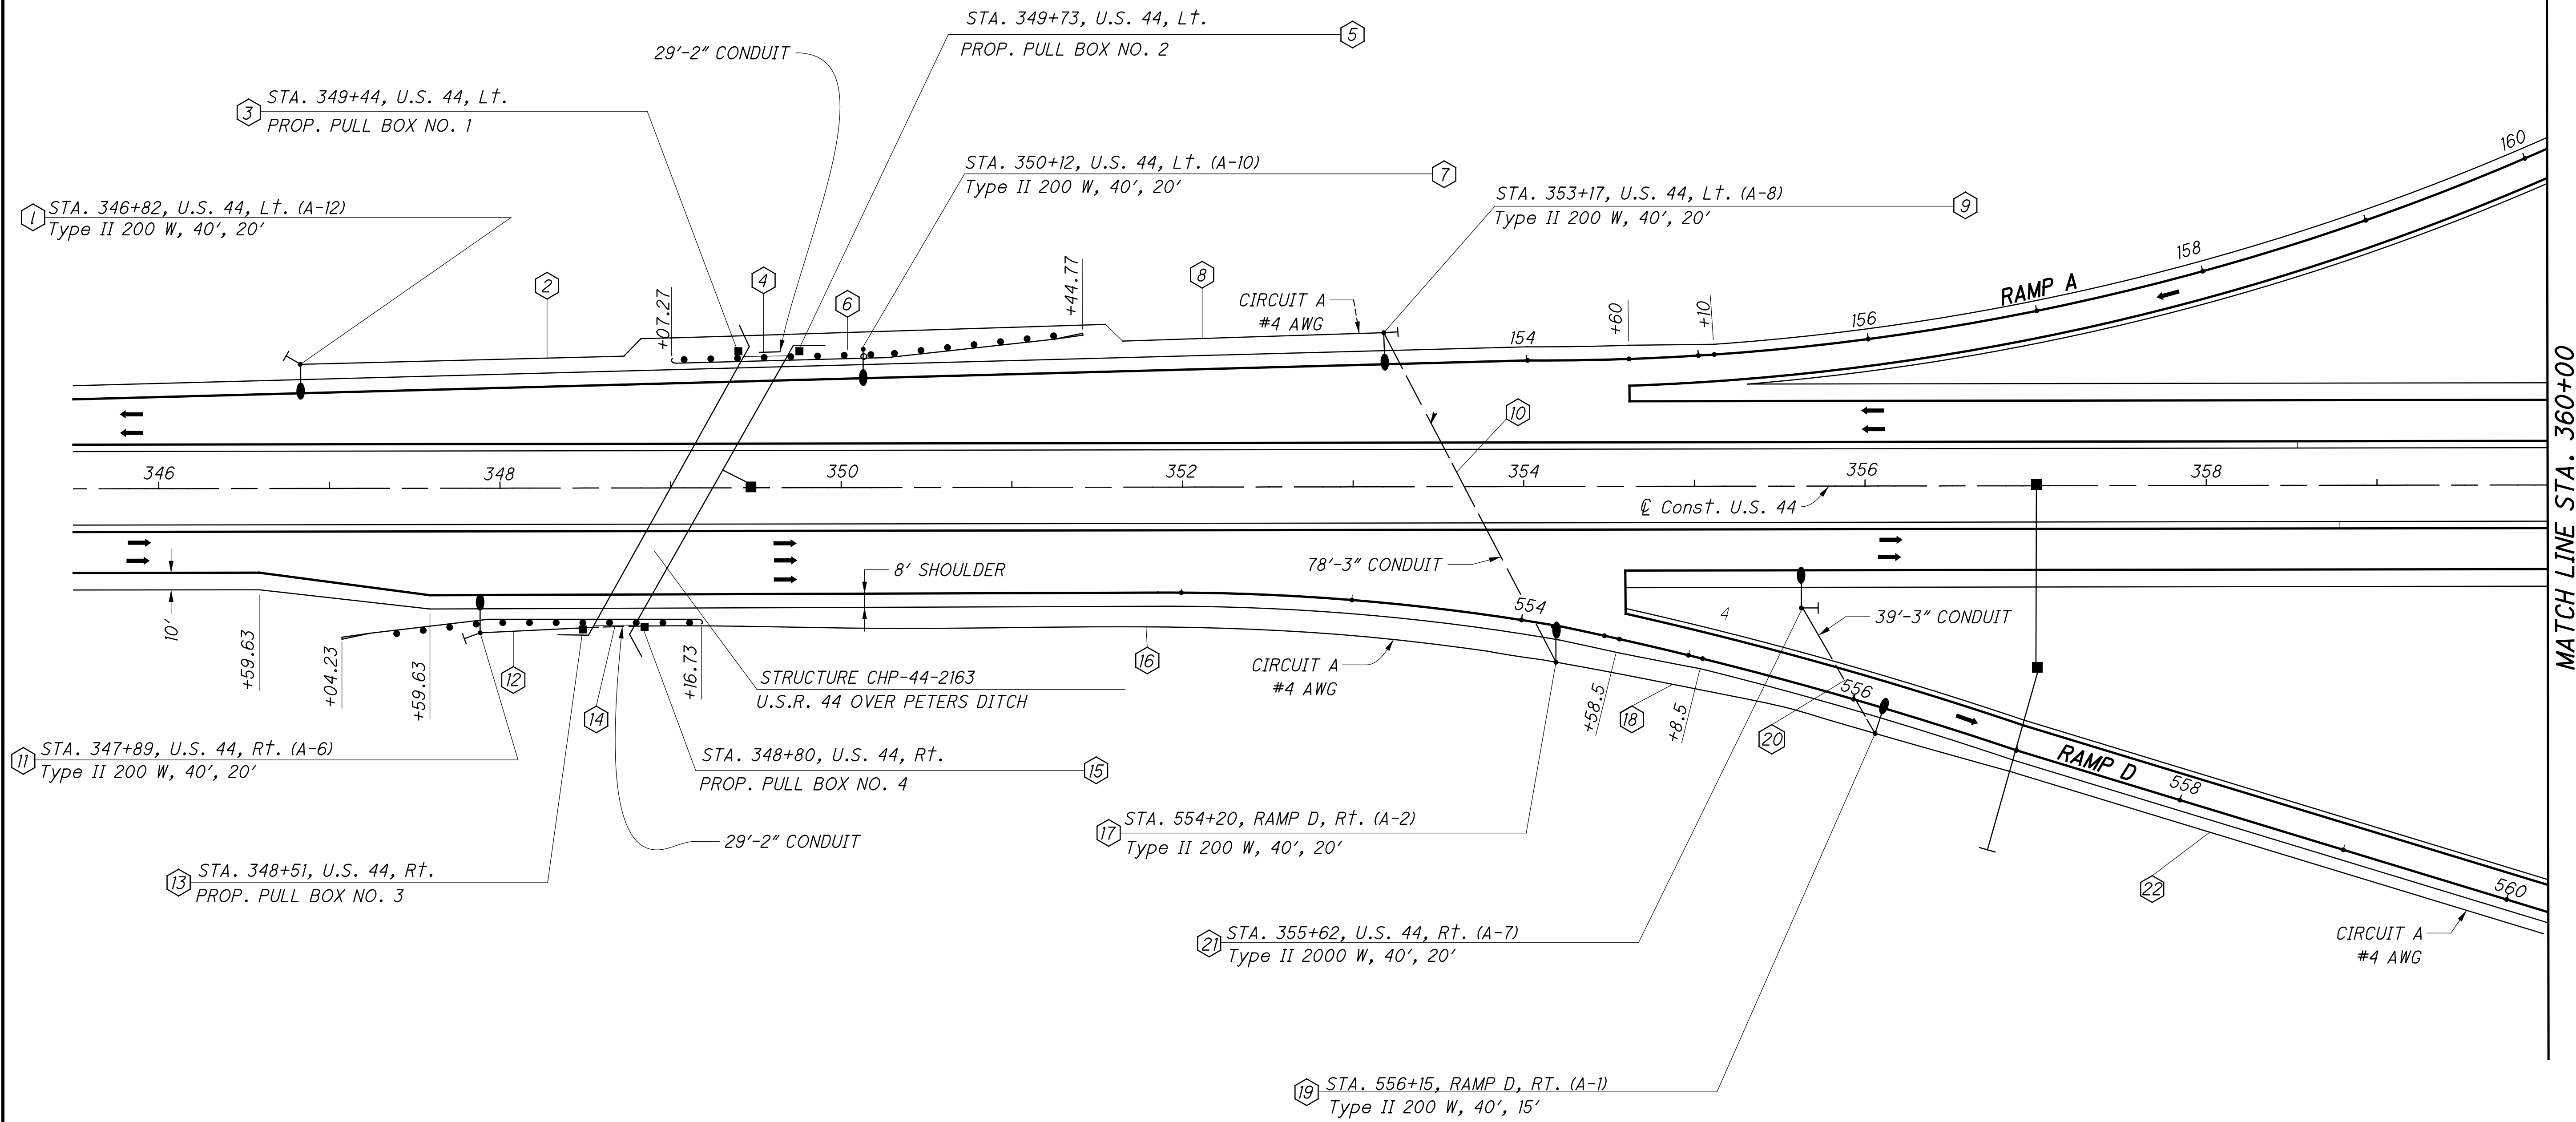 STA. 349+73, U.S. 44, Lt.
PROP. PULL BOX NO. 2
5
29'-2" CONDUIT
3
STA. 349+44, U.S. 44, Lt.
PROP. PULL BOX NO. 1
STA. 350+12, U.S. 44, Lt. (A-10)
Type II 200 W, 40', 20'
7
1
STA. 346+82, U.S. 44, Lt. (A-12)
Type II 200 W, 40', 20'
STA. 353+17, U.S. 44, Lt. (A-8)
Type II 200 W, 40', 20'
9
160
158
RAMP A
156
154
+10
+60
2
4
6
8
+07.27
+44.77
CIRCUIT A
#4 AWG
10
346
348
350
352
354
356
358
℄ Const. U.S. 44
MATCH LINE STA. 360+00
78'-3" CONDUIT
8' SHOULDER
10'
+59.63
+04.23
+59.63
12
14
+16.73
16
STRUCTURE CHP-44-2163
U.S.R. 44 OVER PETERS DITCH
CIRCUIT A
#4 AWG
554
4
39'-3" CONDUIT
556
+58.5
18
+8.5
20
RAMP D
558
560
22
CIRCUIT A
#4 AWG
11
STA. 347+89, U.S. 44, Rt. (A-6)
Type II 200 W, 40', 20'
STA. 348+80, U.S. 44, Rt.
PROP. PULL BOX NO. 4
15
29'-2" CONDUIT
13
STA. 348+51, U.S. 44, Rt.
PROP. PULL BOX NO. 3
17
STA. 554+20, RAMP D, Rt. (A-2)
Type II 200 W, 40', 20'
21
STA. 355+62, U.S. 44, Rt. (A-7)
Type II 2000 W, 40', 20'
19
STA. 556+15, RAMP D, RT. (A-1)
Type II 200 W, 40', 15'